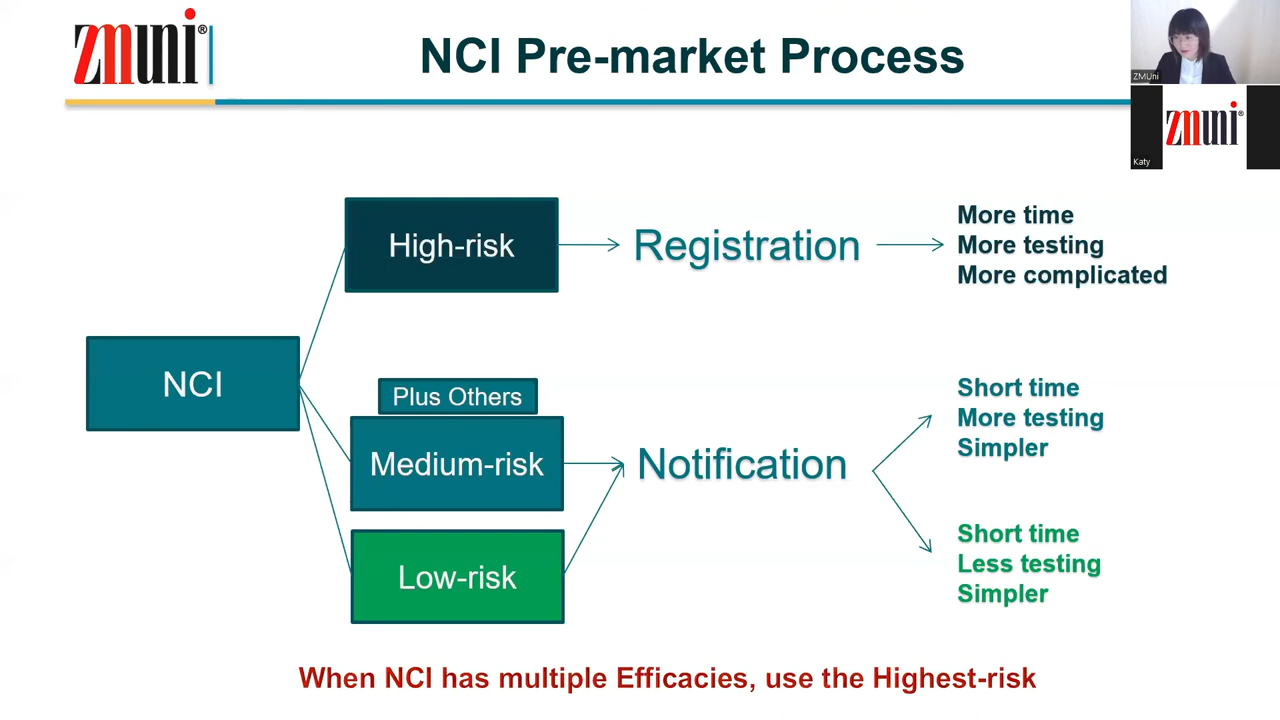 zmuni®
NCI Pre-market Process
ZMUni
zmuni®
Katy
High-risk
Registration
More time
More testing
More complicated
NCI
Plus Others
Medium-risk
Notification
Short time
More testing
Simpler
Low-risk
Short time
Less testing
Simpler
When NCI has multiple Efficacies, use the Highest-risk